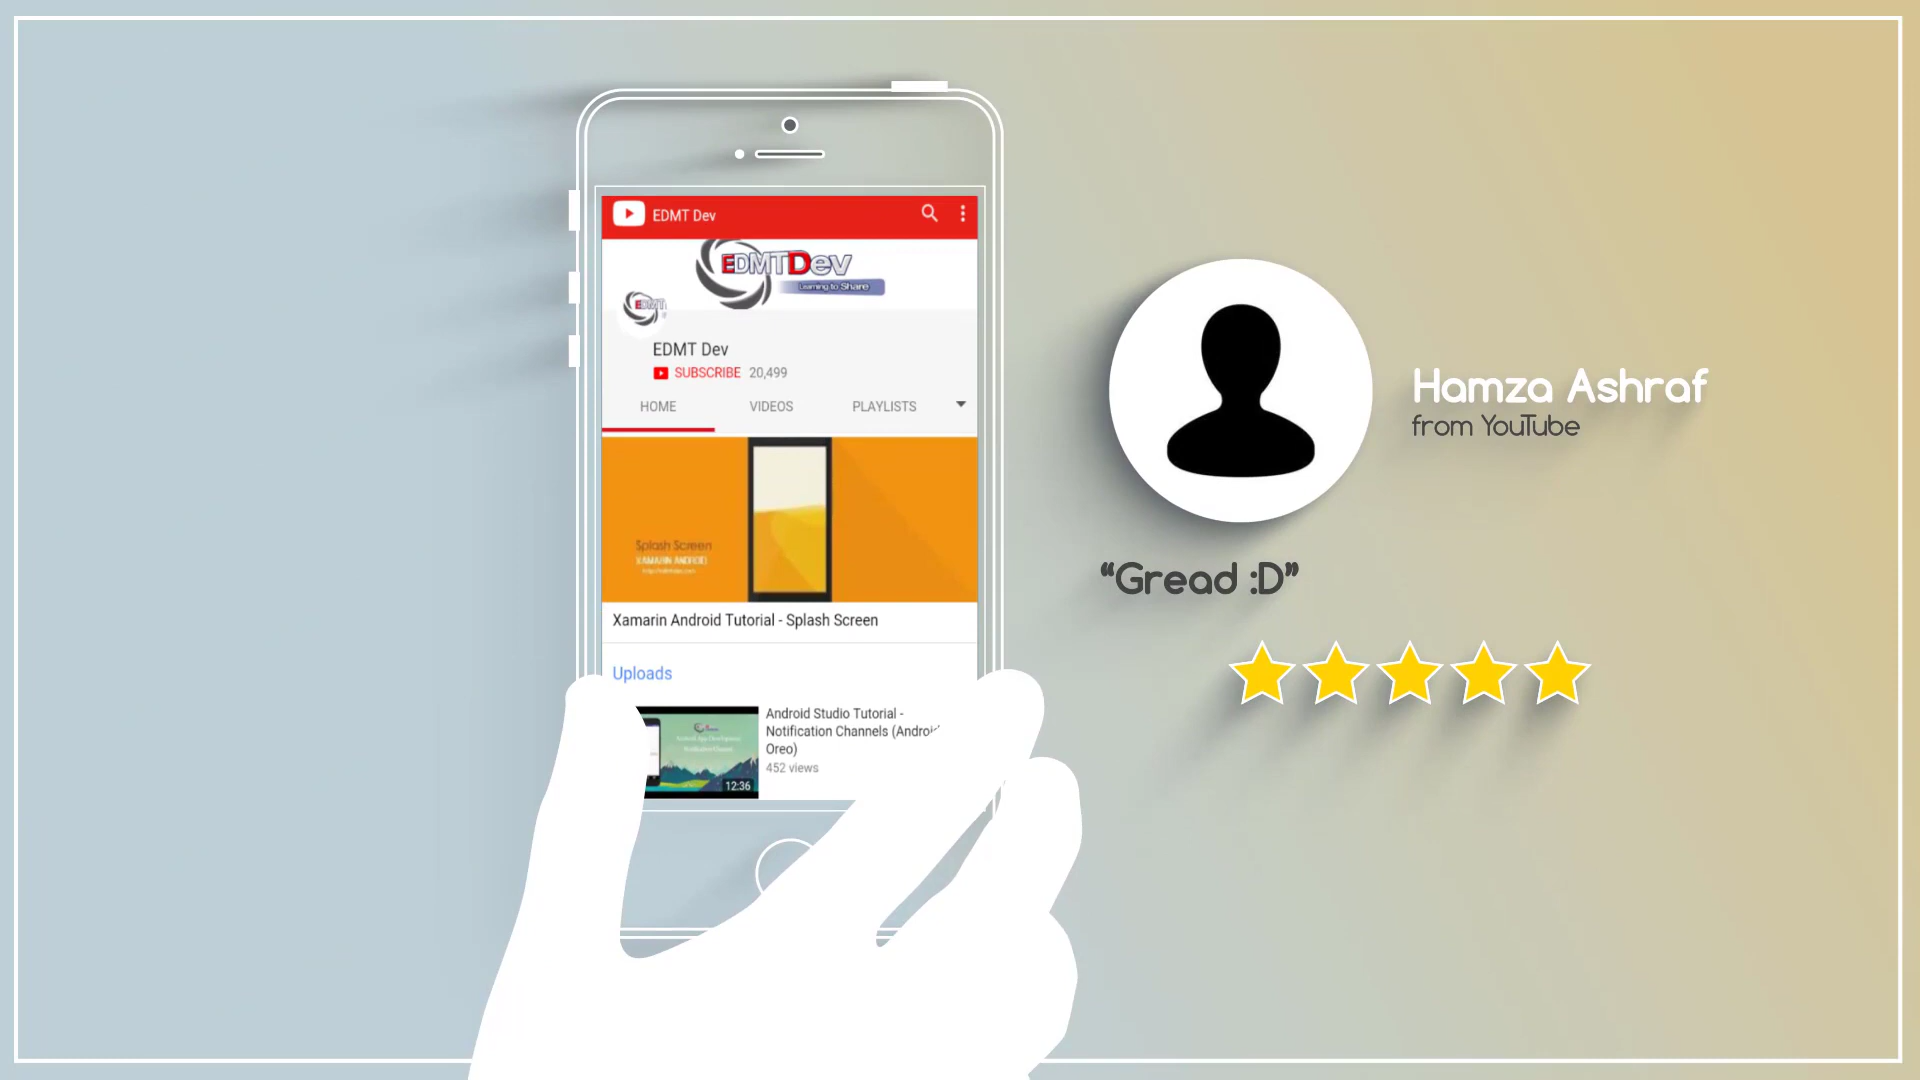 EDMT Dev
EDMTDev
Learning to Share
EDMT
EDMT Dev
SUBSCRIBE 20,499
HOME VIDEOS PLAYLISTS
Splash Screen
XAMARIN ANDROID
Xamarin Android Tutorial - Splash Screen
Uploads
Android Studio Tutorial -
Notification Channels (Android
Oreo)
452 views
12:36
Hamza Ashraf
from YouTube
“Gread :D”